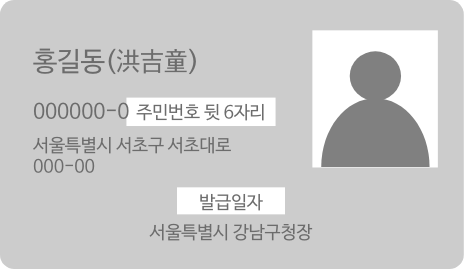 홍길동(洪吉童)
000000-0 주민번호 뒷 6자리
서울특별시 서초구 서초대로
000-00
발급일자
서울특별시 강남구청장